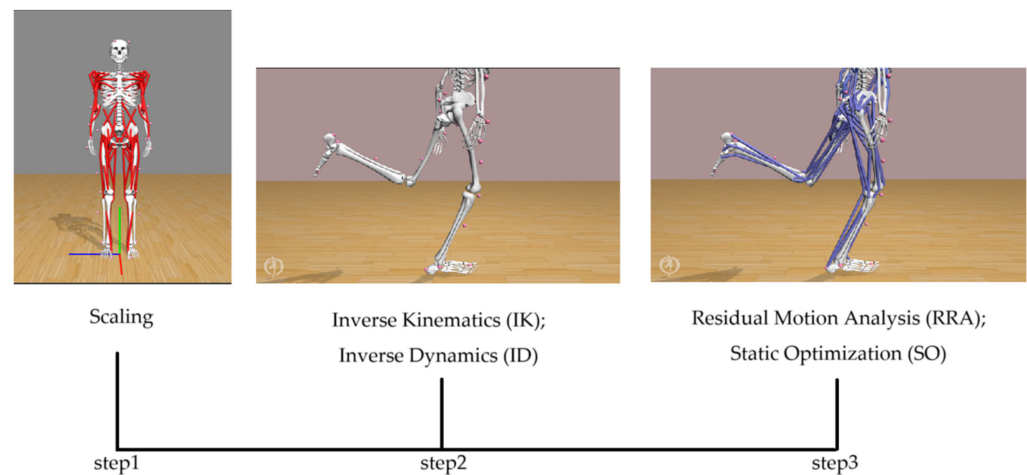 Scaling
Inverse Kinematics (IK);
Inverse Dynamics (ID)
Residual Motion Analysis (RRA);
Static Optimization (SO)
step1
step2
step3